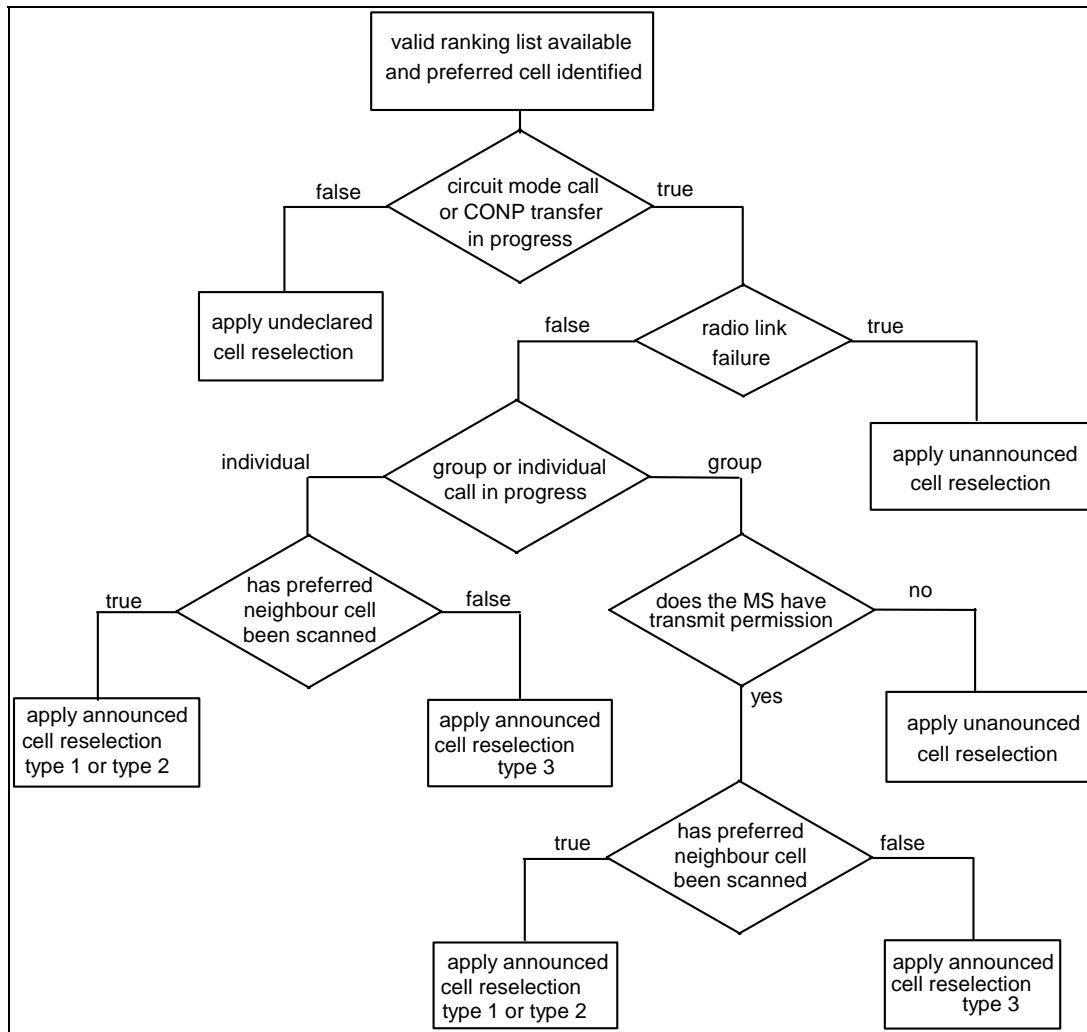 valid ranking list available
and preferred cell identified
false
circuit mode call
or CONP transfer
in progress
true
apply undeclared
cell reselection
false
radio link
failure
true
individual
group or individual
call in progress
group
apply unannounced
cell reselection
true
has preferred
neighbour cell
been scanned
false
does the MS have
transmit permission
no
yes
apply announced
cell reselection
type 1 or type 2
apply announced
cell reselection
type 3
apply unanounced
cell reselection
true
has preferred
neighbour cell
been scanned
false
apply announced
cell reselection
type 1 or type 2
apply announced
cell reselection
type 3